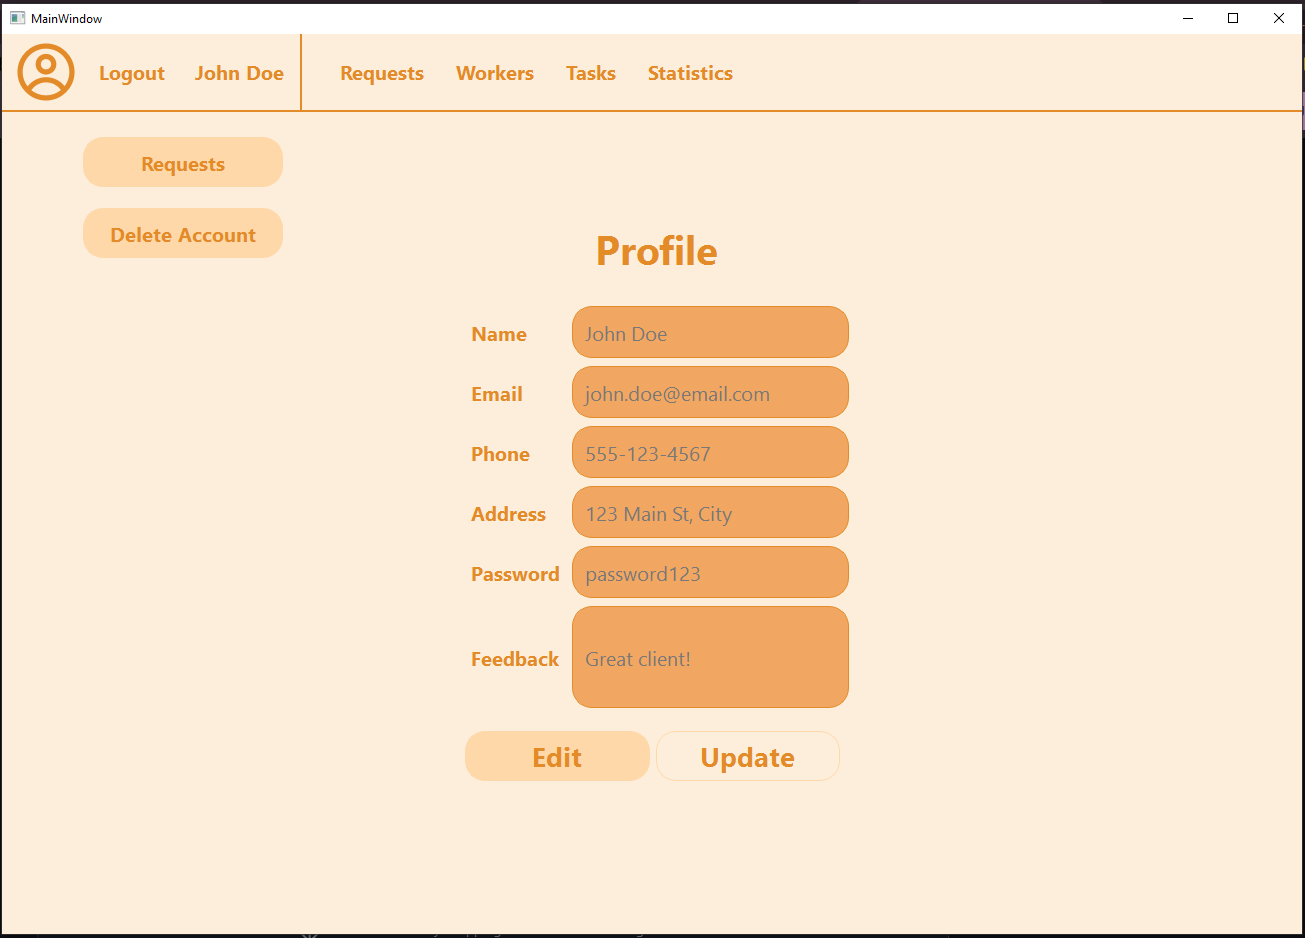 MainWindow
Logout John Doe Requests Workers Tasks Statistics
Requests
Delete Account
Profile
Name John Doe
Email john.doe@email.com
Phone 555-123-4567
Address 123 Main St, City
Password password123
Feedback Great client!
Edit Update